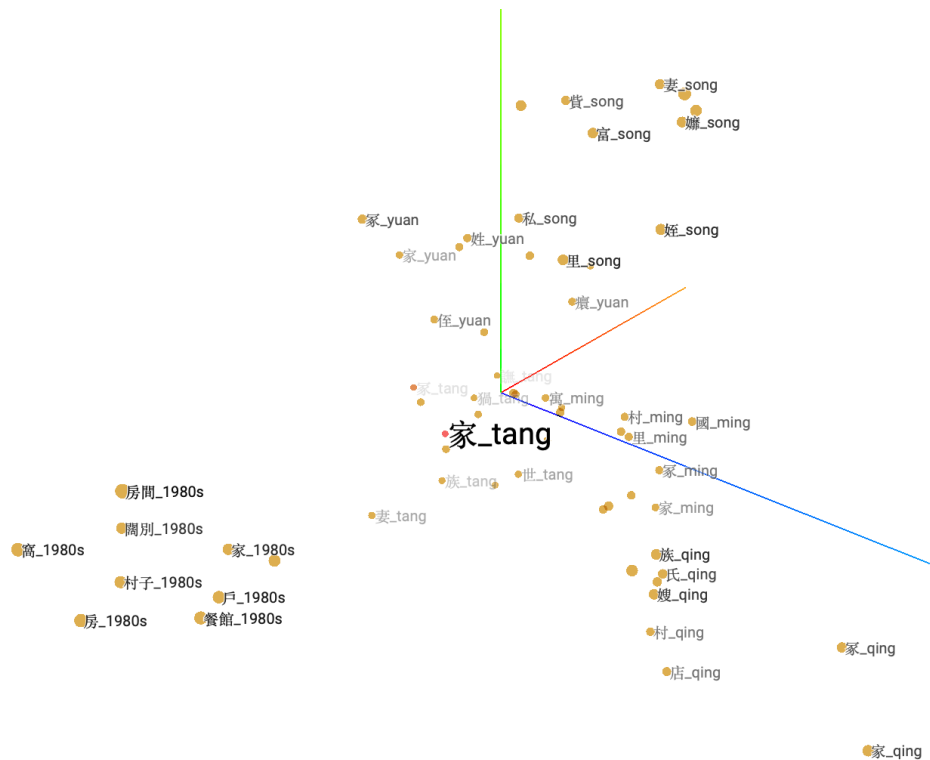 妻_song
貲_song
嫲_song
富_song
冢_yuan
私_song
姪_song
姓_yuan
家_yuan
里_song
癮_yuan
侄_yuan
冢_tang
寓_ming
村_ming
國_ming
家_tang
里_ming
冢_ming
世_tang
族_tang
房間_1980s
家_ming
妻_tang
闊別_1980s
窩_1980s
家_1980s
族_qing
氏_qing
村子_1980s
嫂_qing
戶_1980s
房_1980s
餐館_1980s
村_qing
冢_qing
店_qing
家_qing